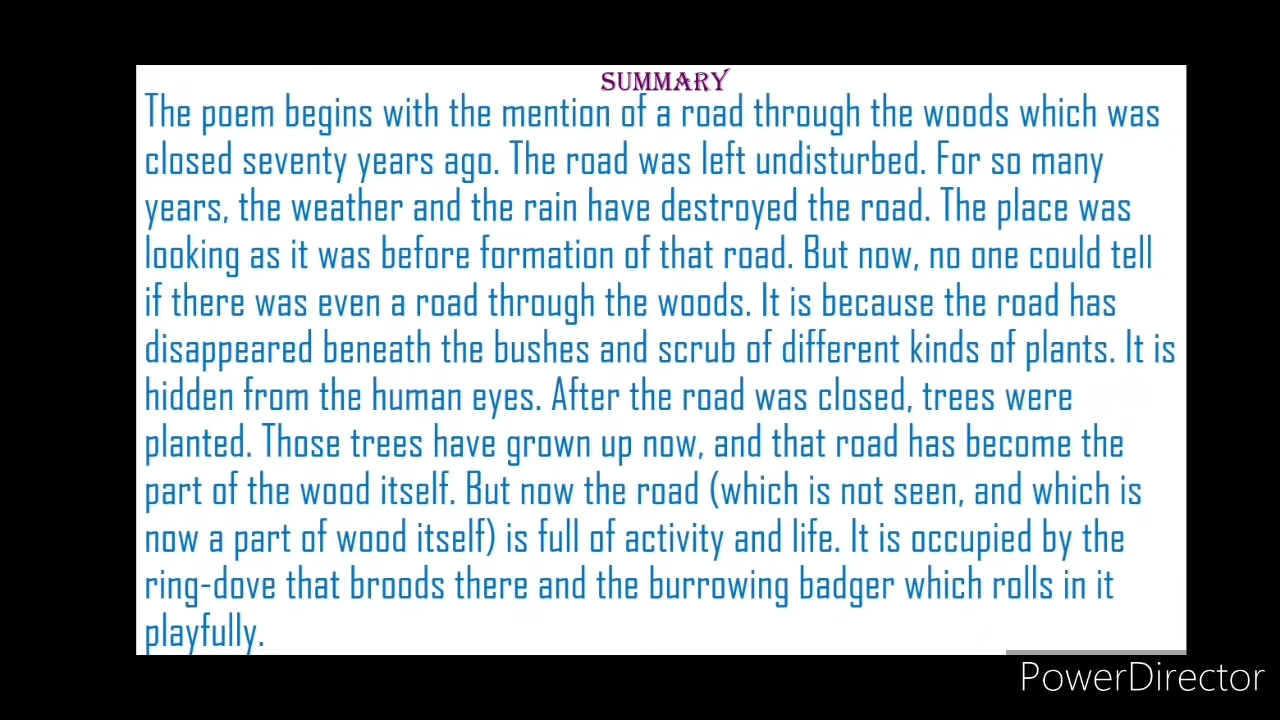 SUMMARY
The poem begins with the mention of a road through the woods which was
closed seventy years ago. The road was left undisturbed. For so many
years, the weather and the rain have destroyed the road. The place was
looking as it was before formation of that road. But now, no one could tell
if there was even a road through the woods. It is because the road has
disappeared beneath the bushes and scrub of different kinds of plants. It is
hidden from the human eyes. After the road was closed, trees were
planted. Those trees have grown up now, and that road has become the
part of the wood itself. But now the road (which is not seen, and which is
now a part of wood itself) is full of activity and life. It is occupied by the
ring-dove that broods there and the burrowing badger which rolls in it
playfully.
PowerDirector